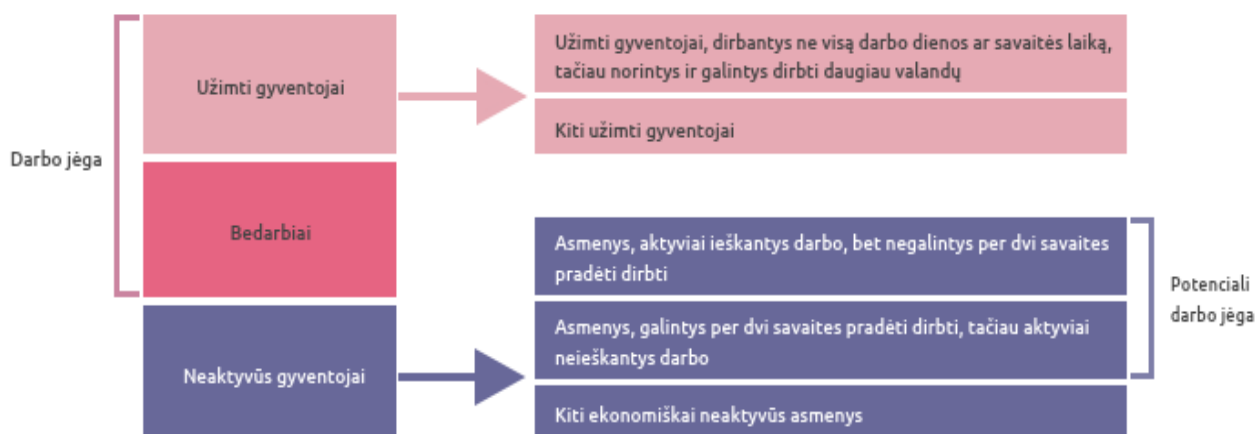 Darbo jėga
Užimti gyventojai
Bedarbiai
Neaktyvūs gyventojai
Užimti gyventojai, dirbantys ne visą darbo dienos ar savaitės laiką,
tačiau norintys ir galintys dirbti daugiau valandų
Kiti užimti gyventojai
Asmenys, aktyviai ieškantys darbo, bet negalintys per dvi savaites
pradėti dirbti
Asmenys, galintys per dvi savaites pradėti dirbti, tačiau aktyviai
neieškantys darbo
Kiti ekonomiškai neaktyvūs asmenys
Potenciali
darbo jėga